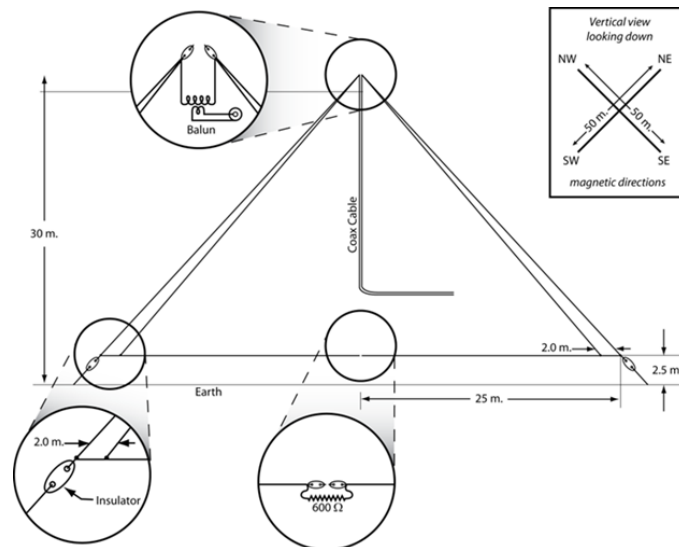 Vertical view
looking down
NW
NE
50 m.
50 m.
SW
SE
magnetic directions
Balun
Coax Cable
30 m.
2.0 m.
2.5 m
Earth
25 m.
2.0 m.
Insulator
600 Ω